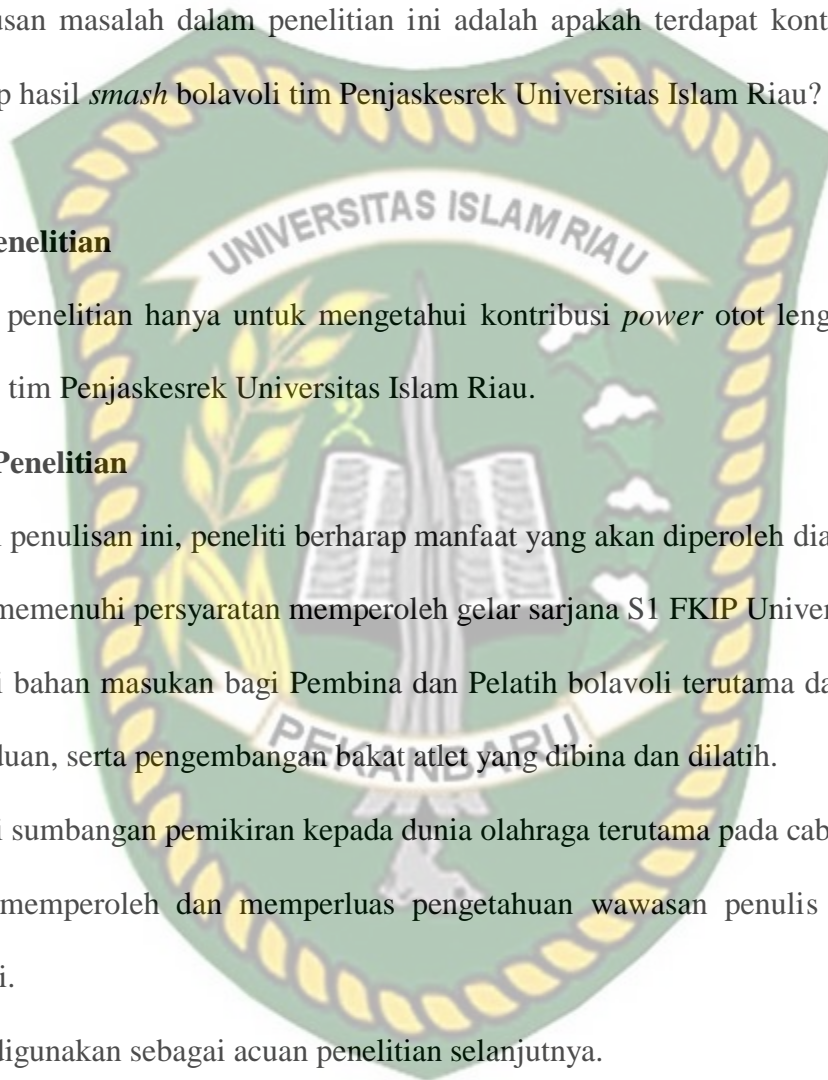 usan masalah dalam penelitian ini adalah apakah terdapat kont
p hasil smash bolavoli tim Penjaskesrek Universitas Islam Riau?
UNIVERSITAS ISLAM RIAU
enelitian
penelitian hanya untuk mengetahui kontribusi power otot leng
tim Penjaskesrek Universitas Islam Riau.
Penelitian
penulisan ini, peneliti berharap manfaat yang akan diperoleh dia
memenuhi persyaratan memperoleh gelar sarjana S1 FKIP Univer
i bahan masukan bagi Pembina dan Pelatih bolavoli terutama da
PEKANBARU
duan, serta pengembangan bakat atlet yang dibina dan dilatih.
i sumbangan pemikiran kepada dunia olahraga terutama pada cab
memperoleh dan memperluas pengetahuan wawasan penulis
i.
digunakan sebagai acuan penelitian selanjutnya.